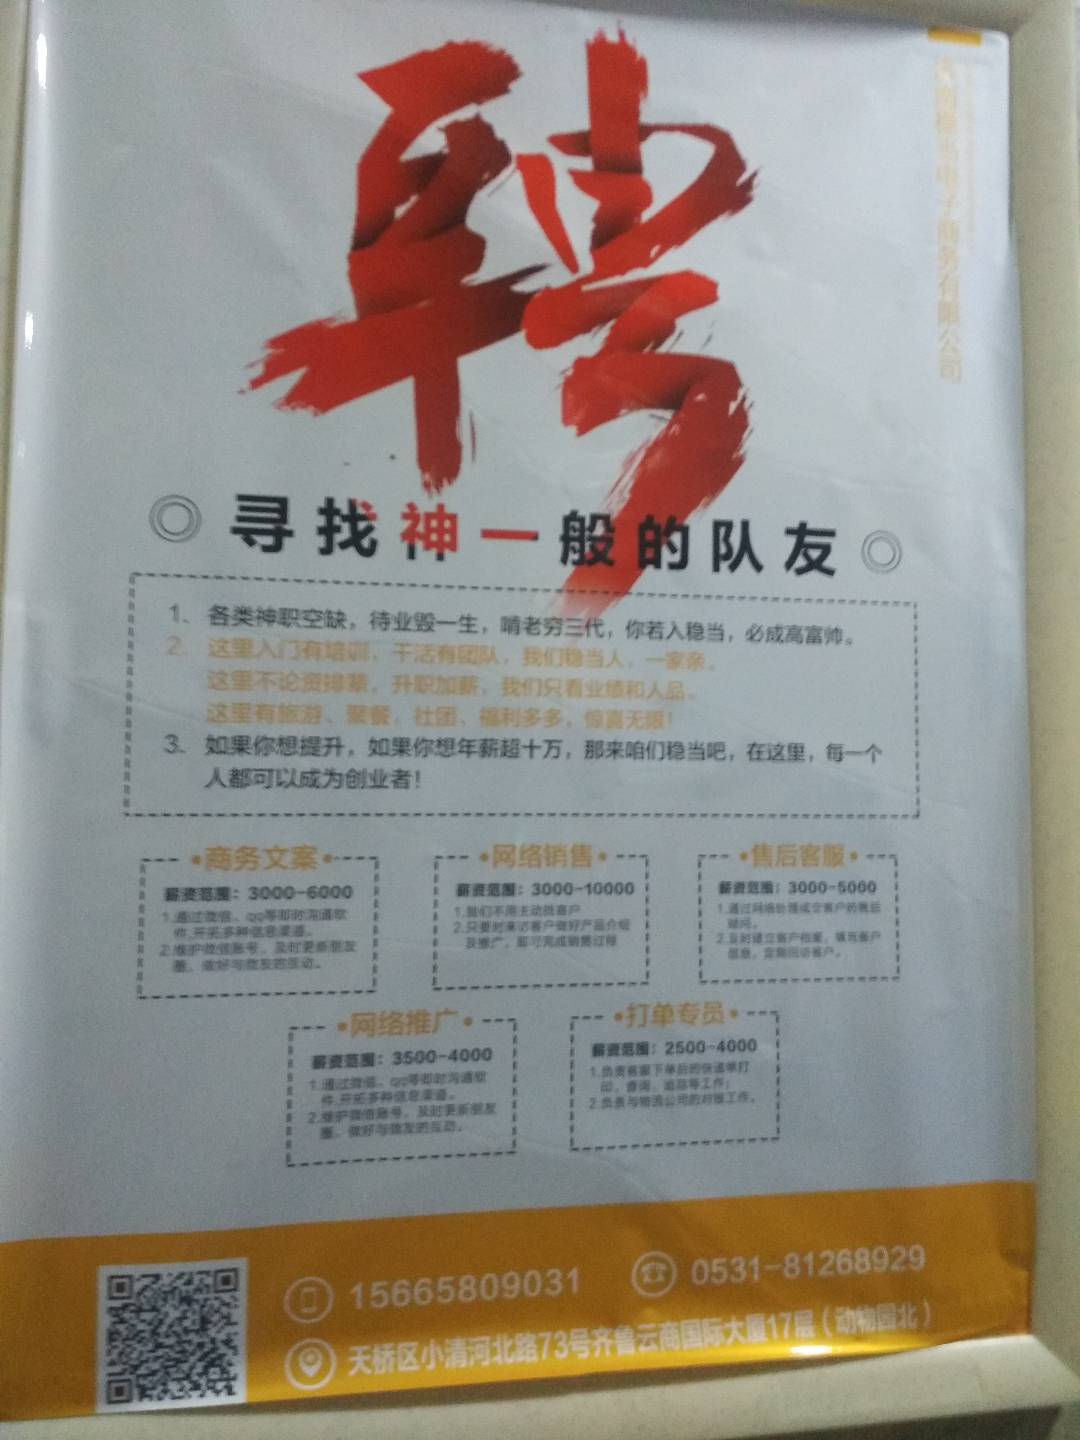 聘
电子商务有限公司
寻找神一般的队友
1. 各类神职空缺，待业毁一生，啃老穷三代，你若入稳当，必成高富帅。
2. 这里入门有培训、干活有团队，我们稳当人，一家亲。
这里不论资排辈，升职加薪，我们只看业绩和人品。
这里有旅游、聚餐，社团、福利多多，惊喜无限！
3. 如果你想提升，如果你想年薪超十万，那来咱们稳当吧，在这里，每一个
人都可以成为创业者！
商务文案
薪资范围：3000-6000
1.通过微信、qq等即时沟通软
件,开拓多种信息渠道。
2.维护微信账号，及时更新朋友
圈、做好与微友的互动。
网络销售
薪资范围：3000-10000
1.我们不用主动找客户
2.只要对来访客户做好产品介绍
及推广，即可完成销售过程
售后客服
薪资范围：3000-5000
1.通过网络处理成交客户的售后
疑问。
2.及时建立客户档案，填写客户
信息，定期回访客户。
网络推广
薪资范围：3500-4000
1.通过微信、qq等即时沟通软
件,开拓多种信息渠道。
2.维护微信账号，及时更新朋友
圈、做好与微友的互动。
打单专员
薪资范围：2500-4000
1.负责客服下单后的快递单打
印、查询、追踪等工作；
2.负责与物流公司的对接工作。
15665809031
0531-81268929
天桥区小清河北路73号齐鲁云商国际大厦17层（动物园北）